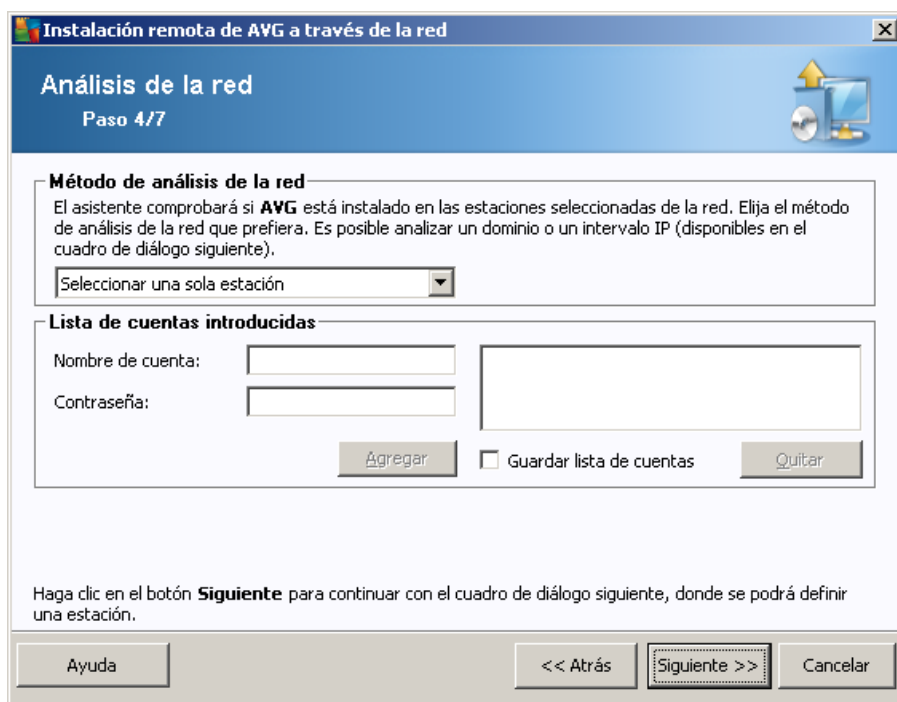 Instalación remota de AVG a través de la red
Análisis de la red
Paso 4/7
Método de análisis de la red
El asistente comprobará si AVG está instalado en las estaciones seleccionadas de la red. Elija el método
de análisis de la red que prefiera. Es posible analizar un dominio o un intervalo IP (disponibles en el
cuadro de diálogo siguiente).
Seleccionar una sola estación
Lista de cuentas introducidas
Nombre de cuenta:
Contraseña:
Agregar
Guardar lista de cuentas
Quitar
Haga clic en el botón Siguiente para continuar con el cuadro de diálogo siguiente, donde se podrá definir
una estación.
Ayuda
<< Atrás
Siguiente >>
Cancelar